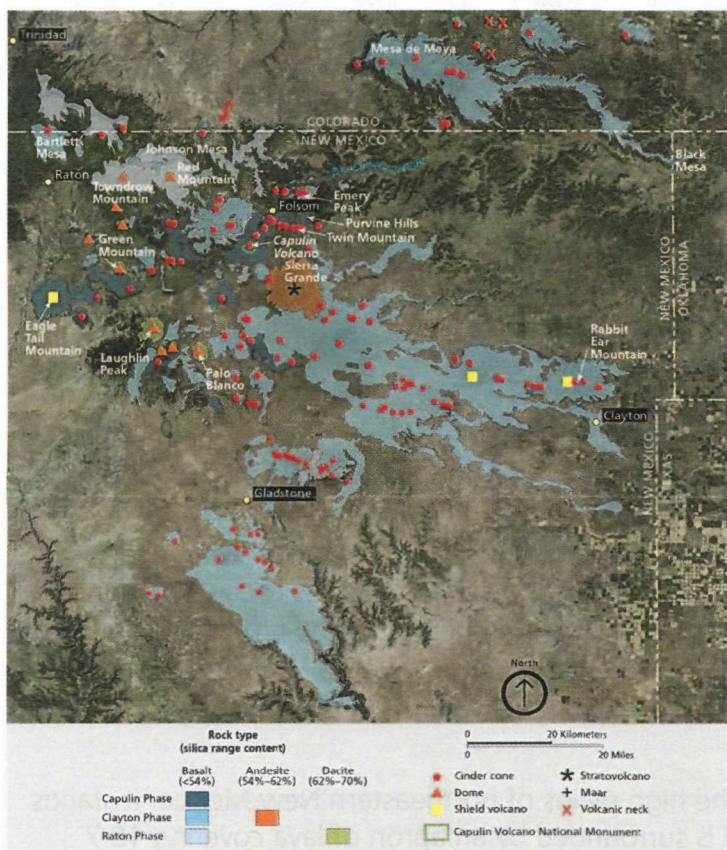 Trinidad
Mesa de Maya
COLORADO
NEW MEXICO
Bartlett
Mesa
Johnson Mesa
Black
Mesa
Raton
Red
Mountain
Towndrow
Mountain
Emery
Peak
Folsom
Purvine Hills
Twin Mountain
Green
Mountain
Capulin
Volcano
Sierra
Grande
NEW MEXICO
OKLAHOMA
Eagle
Tail
Mountain
Rabbit
Ear
Mountain
Laughlin
Peak
Palo
Blanco
Clayton
NEW MEXICO
TEXAS
Gladstone
North
Rock type
(silica range content)
Basalt
(<54%)
Andesite
(54%–62%)
Dacite
(62%–70%)
Capulin Phase
Clayton Phase
Raton Phase
0 20 Kilometers
0 20 Miles
Cinder cone
Dome
Shield volcano
Stratovolcano
Maar
Volcanic neck
Capulin Volcano National Monument